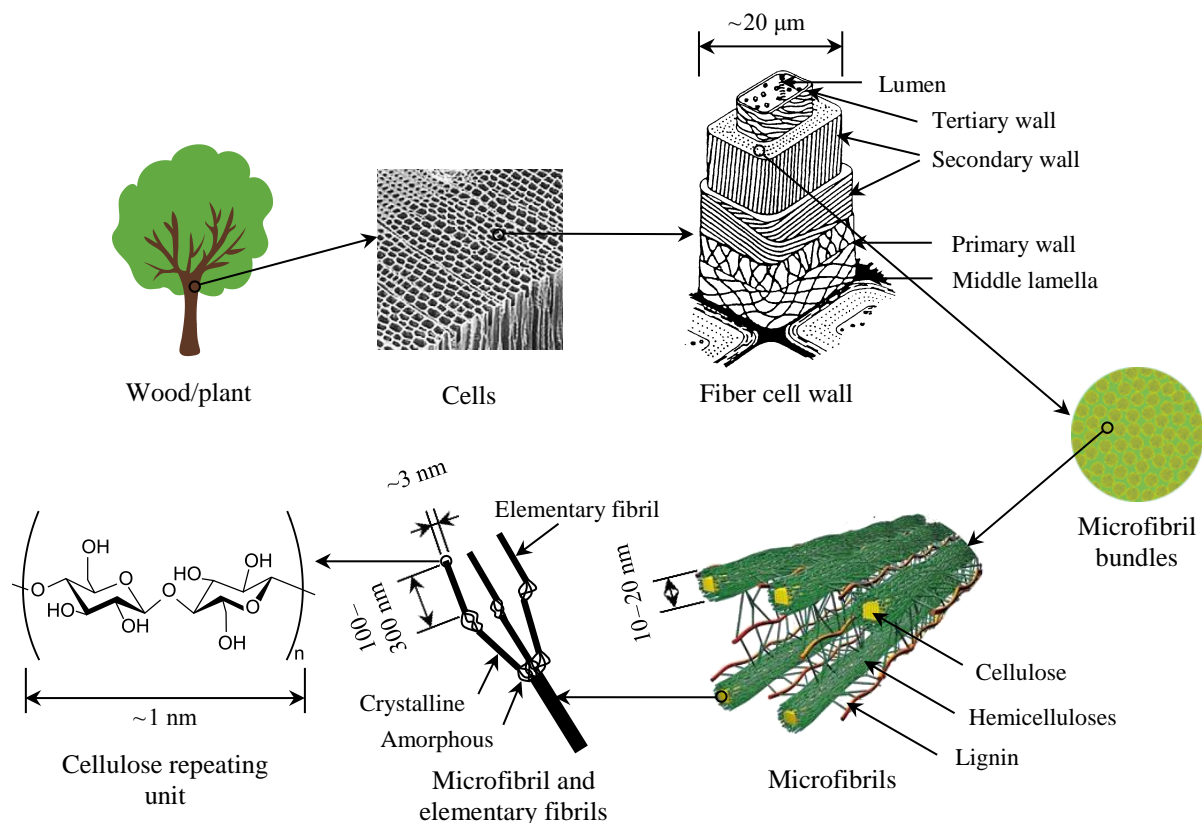 ~20 μm
Lumen
Tertiary wall
Secondary wall
Primary wall
Middle lamella
Wood/plant
Cells
Fiber cell wall
Microfibril
bundles
~3 nm
Elementary fibril
100–
300 nm
10–20 nm
OH
OH
OH
HO
O
O
O
HO
O
O
HO
OH
OH
n
Crystalline
Amorphous
Cellulose
Hemicelluloses
Lignin
~1 nm
Cellulose repeating
unit
Microfibril and
elementary fibrils
Microfibrils